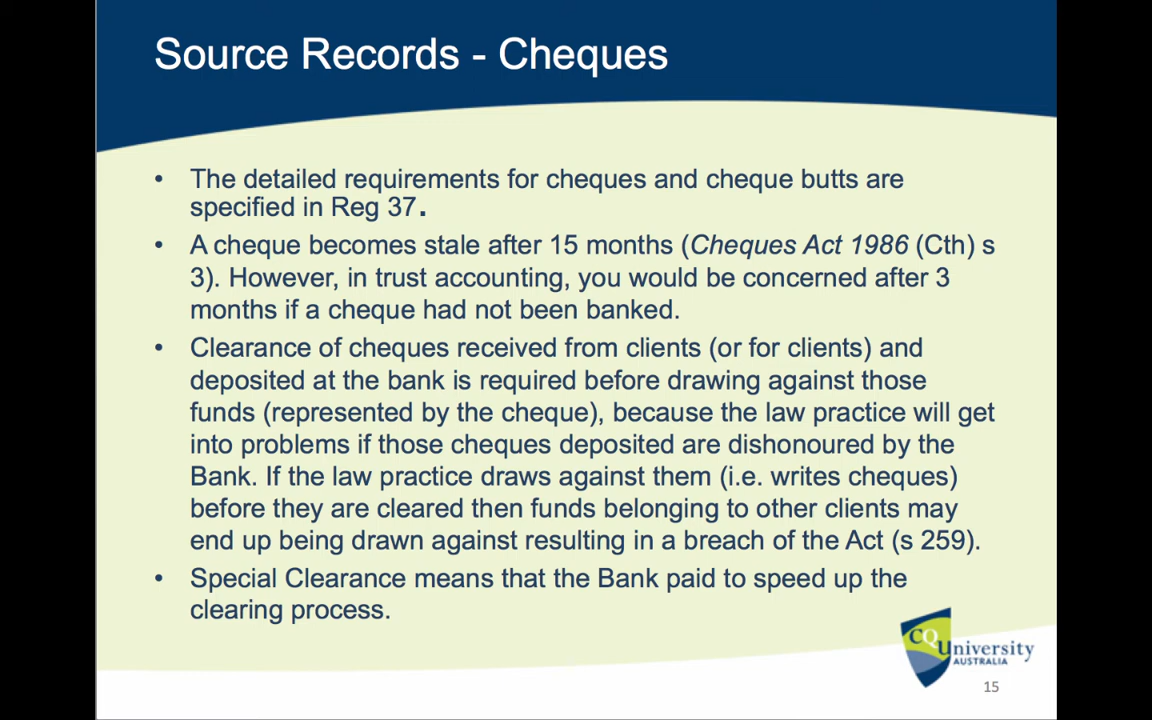 Source Records - Cheques
• The detailed requirements for cheques and cheque butts are
specified in Reg 37.
• A cheque becomes stale after 15 months (Cheques Act 1986 (Cth) s
3). However, in trust accounting, you would be concerned after 3
months if a cheque had not been banked.
• Clearance of cheques received from clients (or for clients) and
deposited at the bank is required before drawing against those
funds (represented by the cheque), because the law practice will get
into problems if those cheques deposited are dishonoured by the
Bank. If the law practice draws against them (i.e. writes cheques)
before they are cleared then funds belonging to other clients may
end up being drawn against resulting in a breach of the Act (s 259).
• Special Clearance means that the Bank paid to speed up the
clearing process.
CQUniversity
AUSTRALIA
15